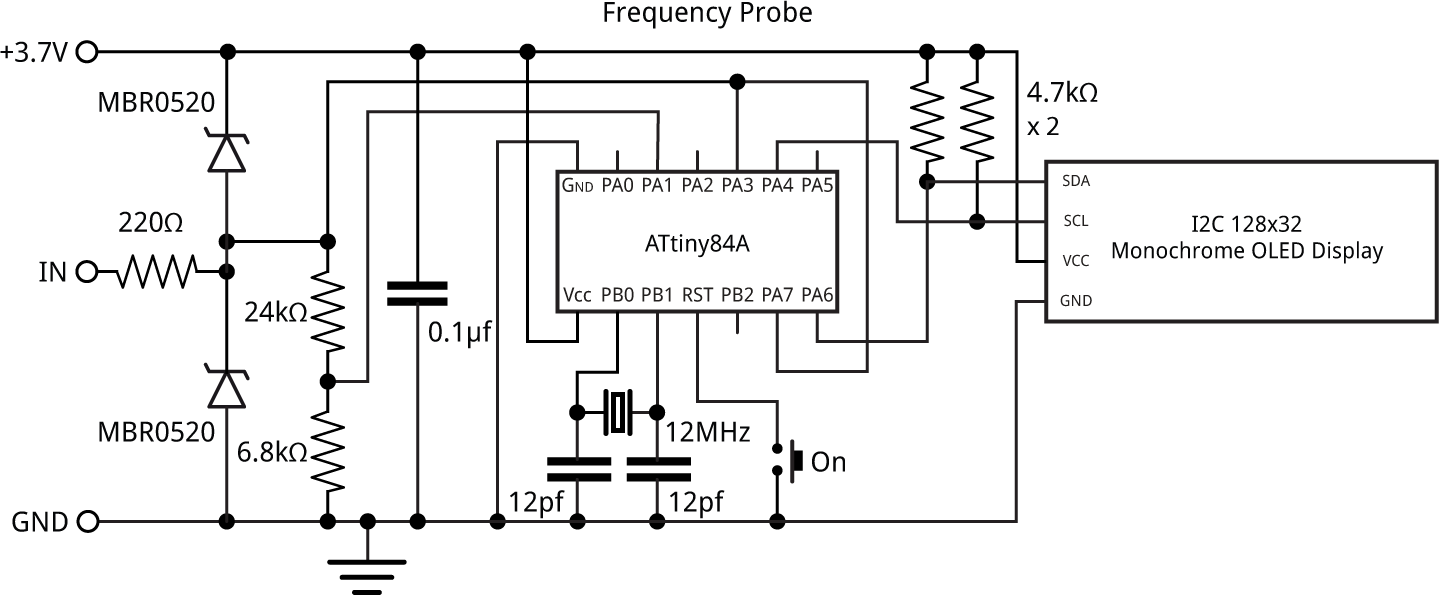 Frequency Probe
+3.7V
MBR0520
4.7kΩ
x 2
GND PA0 PA1 PA2 PA3 PA4 PA5
SDA
220Ω
SCL
I2C 128x32
ATtiny84A
Monochrome OLED Display
VCC
IN
Vcc PB0 PB1 RST PB2 PA7 PA6
GND
24kΩ
0.1µf
MBR0520
12MHz
6.8kΩ
On
12pf
12pf
GND